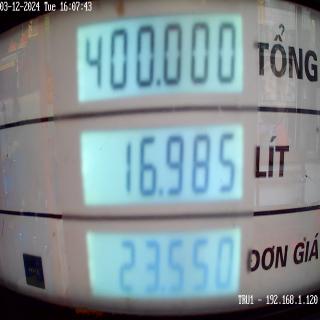 03-12-2024 Tue 16:07:43
400.000 TỔNG
16.985 LÍT
23.550 ĐƠN GIÁ
TRU1 - 192.168.1.120